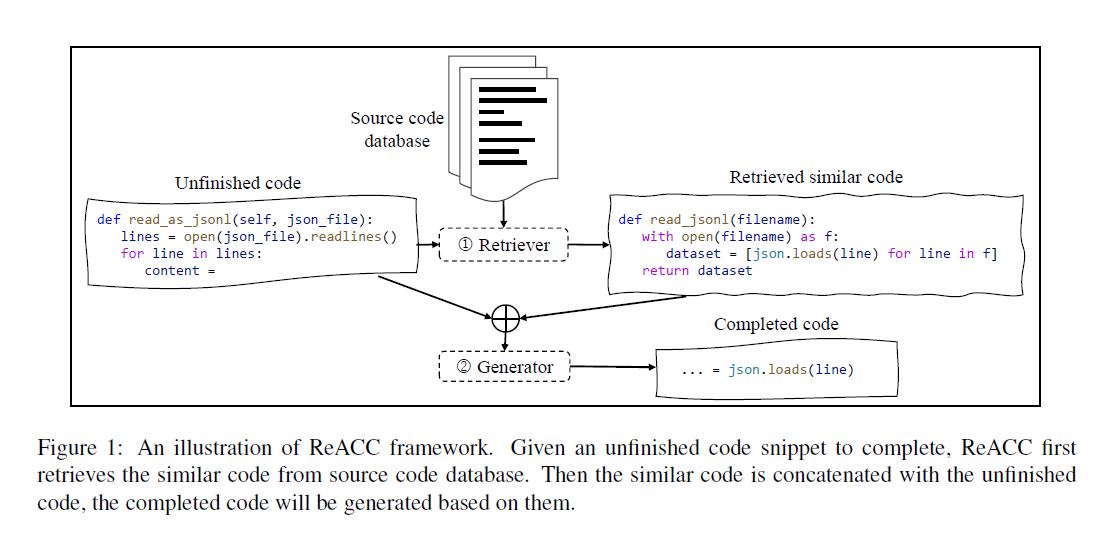 Source code
database
Unfinished code
def read_as_jsonl(self, json_file):
lines = open(json_file).readlines()
for line in lines:
content =
① Retriever
Retrieved similar code
def read_jsonl(filename):
with open(filename) as f:
dataset = [json.loads(line) for line in f]
return dataset
② Generator
Completed code
... = json.loads(line)
Figure 1: An illustration of ReACC framework. Given an unfinished code snippet to complete, ReACC first
retrieves the similar code from source code database. Then the similar code is concatenated with the unfinished
code, the completed code will be generated based on them.